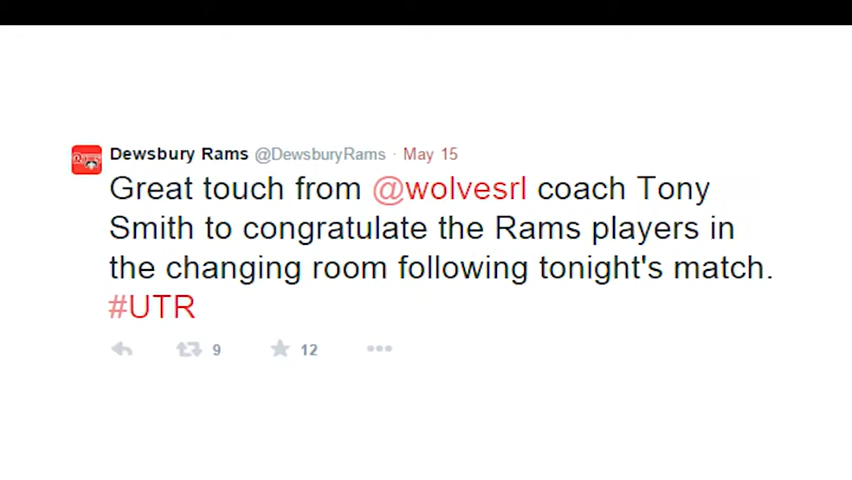 Dewsbury Rams @DewsburyRams · May 15
Great touch from @wolvesrl coach Tony
Smith to congratulate the Rams players in
the changing room following tonight's match.
#UTR
9 12 •••